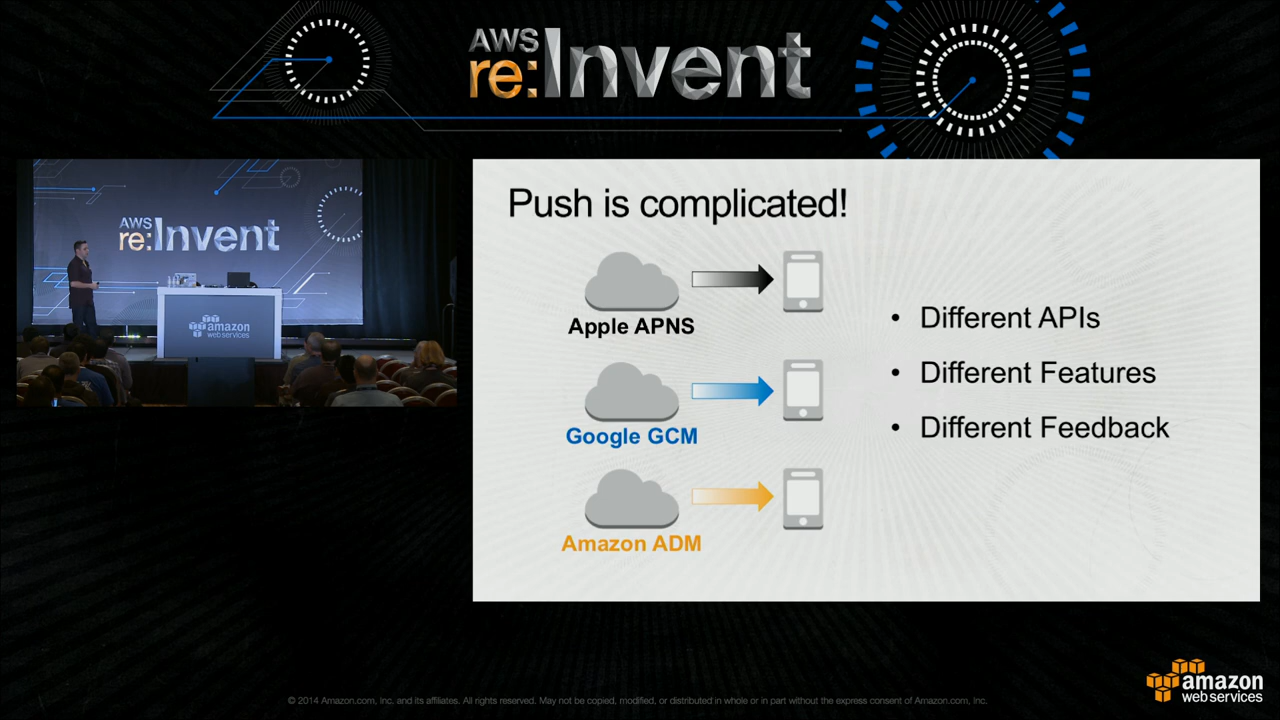 AWS
re:Invent
AWS
re:Invent
amazon
web services
Push is complicated!
Apple APNS
Google GCM
Amazon ADM
• Different APIs
• Different Features
• Different Feedback
amazon
web services
© 2014 Amazon.com, Inc. and its affiliates. All rights reserved. May not be copied, modified, or distributed in whole or in part without the express consent of Amazon.com, Inc.